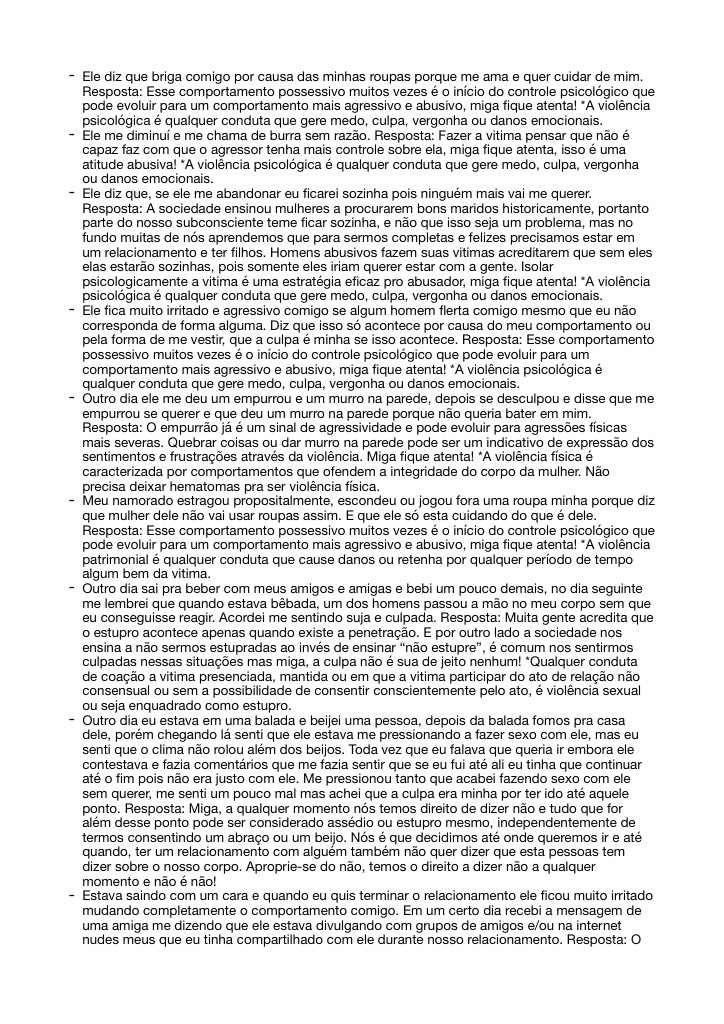 - Ele diz que briga comigo por causa das minhas roupas porque me ama e quer cuidar de mim.
Resposta: Esse comportamento possessivo muitos vezes é o início do controle psicológico que
pode evoluir para um comportamento mais agressivo e abusivo, miga fique atenta! *A violência
psicológica é qualquer conduta que gere medo, culpa, vergonha ou danos emocionais.
- Ele me diminuí e me chama de burra sem razão. Resposta: Fazer a vitima pensar que não é
capaz faz com que o agressor tenha mais controle sobre ela, miga fique atenta, isso é uma
atitude abusiva! *A violência psicológica é qualquer conduta que gere medo, culpa, vergonha
ou danos emocionais.
- Ele diz que, se ele me abandonar eu ficarei sozinha pois ninguém mais vai me querer.
Resposta: A sociedade ensinou mulheres a procurarem bons maridos historicamente, portanto
parte do nosso subconsciente teme ficar sozinha, e não que isso seja um problema, mas no
fundo muitas de nós aprendemos que para sermos completas e felizes precisamos estar em
um relacionamento e ter filhos. Homens abusivos fazem suas vitimas acreditarem que sem eles
elas estarão sozinhas, pois somente eles iriam querer estar com a gente. Isolar
psicologicamente a vitima é uma estratégia eficaz pro abusador, miga fique atenta! *A violência
psicológica é qualquer conduta que gere medo, culpa, vergonha ou danos emocionais.
- Ele fica muito irritado e agressivo comigo se algum homem flerta comigo mesmo que eu não
corresponda de forma alguma. Diz que isso só acontece por causa do meu comportamento ou
pela forma de me vestir, que a culpa é minha se isso acontece. Resposta: Esse comportamento
possessivo muitos vezes é o início do controle psicológico que pode evoluir para um
comportamento mais agressivo e abusivo, miga fique atenta! *A violência psicológica é
qualquer conduta que gere medo, culpa, vergonha ou danos emocionais.
- Outro dia ele me deu um empurrou e um murro na parede, depois se desculpou e disse que me
empurrou se querer e que deu um murro na parede porque não queria bater em mim.
Resposta: O empurrão já é um sinal de agressividade e pode evoluir para agressões físicas
mais severas. Quebrar coisas ou dar murro na parede pode ser um indicativo de expressão dos
sentimentos e frustrações através da violência. Miga fique atenta! *A violência física é
caracterizada por comportamentos que ofendem a integridade do corpo da mulher. Não
precisa deixar hematomas pra ser violência física.
- Meu namorado estragou propositalmente, escondeu ou jogou fora uma roupa minha porque diz
que mulher dele não vai usar roupas assim. E que ele só esta cuidando do que é dele.
Resposta: Esse comportamento possessivo muitos vezes é o início do controle psicológico que
pode evoluir para um comportamento mais agressivo e abusivo, miga fique atenta! *A violência
patrimonial é qualquer conduta que cause danos ou retenha por qualquer período de tempo
algum bem da vitima.
- Outro dia sai pra beber com meus amigos e amigas e bebi um pouco demais, no dia seguinte
me lembrei que quando estava bêbada, um dos homens passou a mão no meu corpo sem que
eu conseguisse reagir. Acordei me sentindo suja e culpada. Resposta: Muita gente acredita que
o estupro acontece apenas quando existe a penetração. E por outro lado a sociedade nos
ensina a não sermos estupradas ao invés de ensinar “não estupre”, é comum nos sentirmos
culpadas nessas situações mas miga, a culpa não é sua de jeito nenhum! *Qualquer conduta
de coação a vitima presenciada, mantida ou em que a vitima participar do ato de relação não
consensual ou sem a possibilidade de consentir conscientemente pelo ato, é violência sexual
ou seja enquadrado como estupro.
- Outro dia eu estava em uma balada e beijei uma pessoa, depois da balada fomos pra casa
dele, porém chegando lá senti que ele estava me pressionando a fazer sexo com ele, mas eu
senti que o clima não rolou além dos beijos. Toda vez que eu falava que queria ir embora ele
contestava e fazia comentários que me fazia sentir que se eu fui até ali eu tinha que continuar
até o fim pois não era justo com ele. Me pressionou tanto que acabei fazendo sexo com ele
sem querer, me senti um pouco mal mas achei que a culpa era minha por ter ido até aquele
ponto. Resposta: Miga, a qualquer momento nós temos direito de dizer não e tudo que for
além desse ponto pode ser considerado assédio ou estupro mesmo, independentemente de
termos consentindo um abraço ou um beijo. Nós é que decidimos até onde queremos ir e até
quando, ter um relacionamento com alguém também não quer dizer que esta pessoas tem
dizer sobre o nosso corpo. Aproprie-se do não, temos o direito a dizer não a qualquer
momento e não é não!
- Estava saindo com um cara e quando eu quis terminar o relacionamento ele ficou muito irritado
mudando completamente o comportamento comigo. Em um certo dia recebi a mensagem de
uma amiga me dizendo que ele estava divulgando com grupos de amigos e/ou na internet
nudes meus que eu tinha compartilhado com ele durante nosso relacionamento. Resposta: O